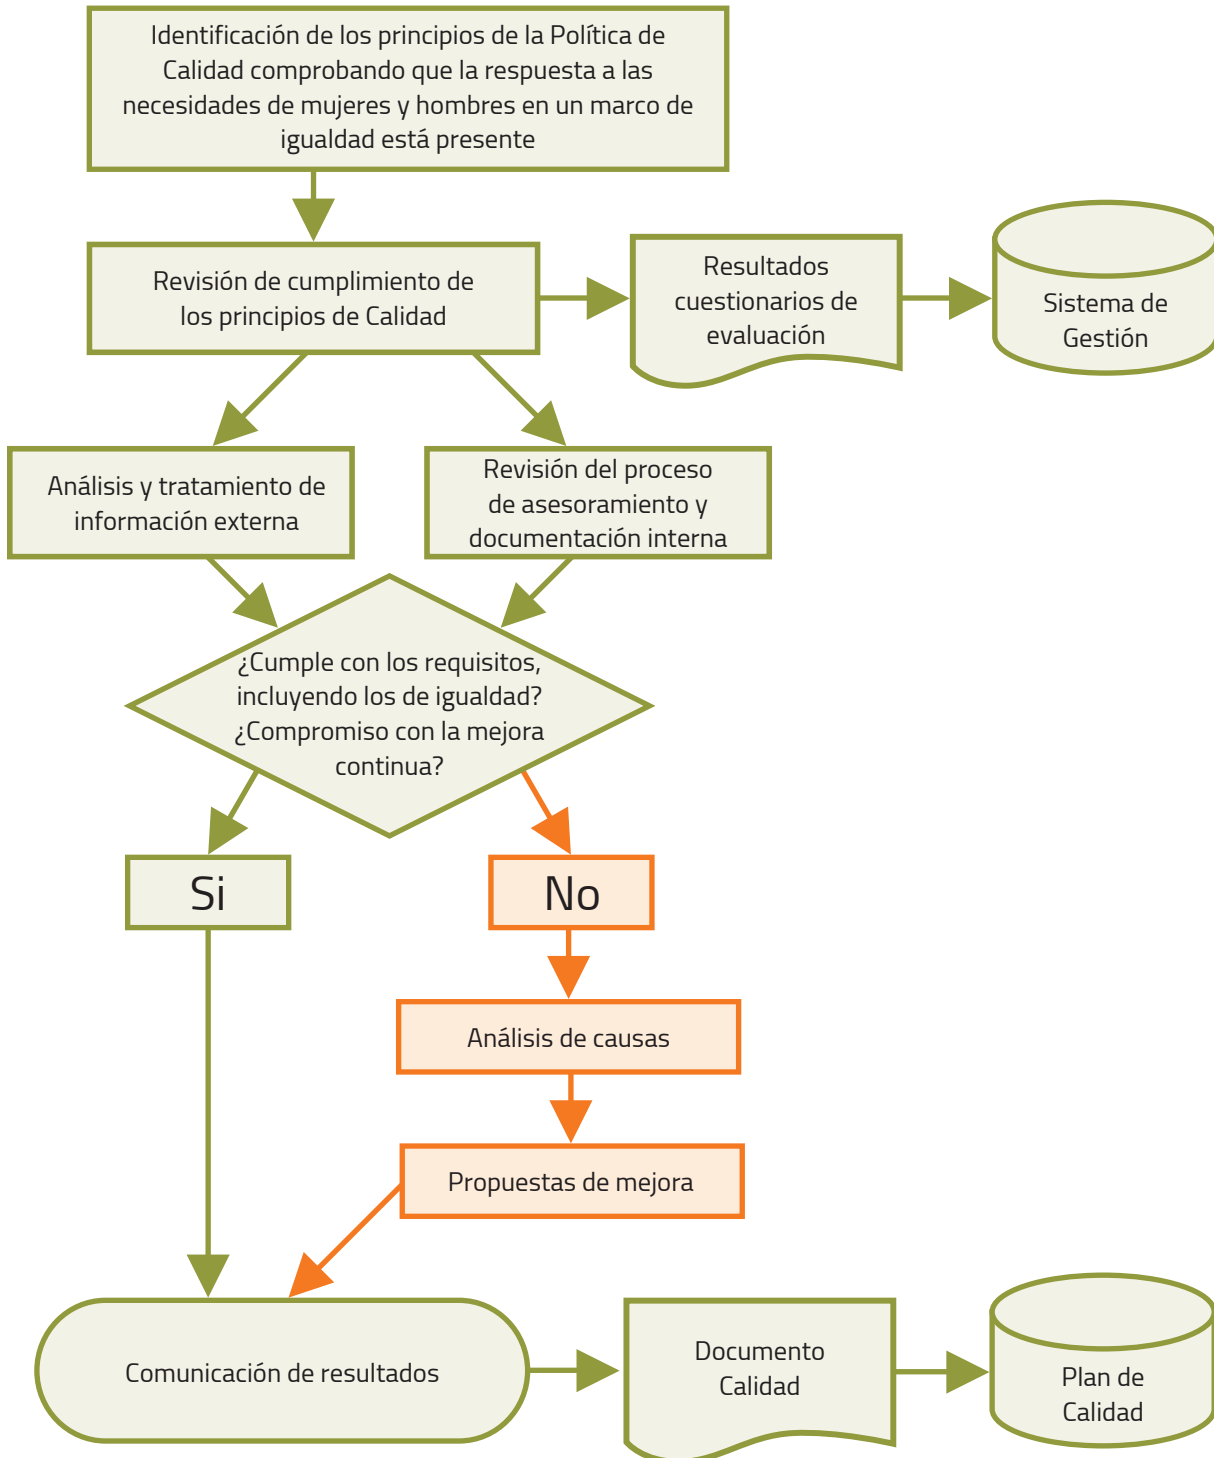 Identificación de los principios de la Política de
Calidad comprobando que la respuesta a las
necesidades de mujeres y hombres en un marco de
igualdad está presente
Revisión de cumplimiento de
los principios de Calidad
Resultados
cuestionarios de
evaluación
Sistema de
Gestión
Análisis y tratamiento de
información externa
Revisión del proceso
de asesoramiento y
documentación interna
¿Cumple con los requisitos,
incluyendo los de igualdad?
¿Compromiso con la mejora
continua?
Si
No
Análisis de causas
Propuestas de mejora
Comunicación de resultados
Documento
Calidad
Plan de
Calidad